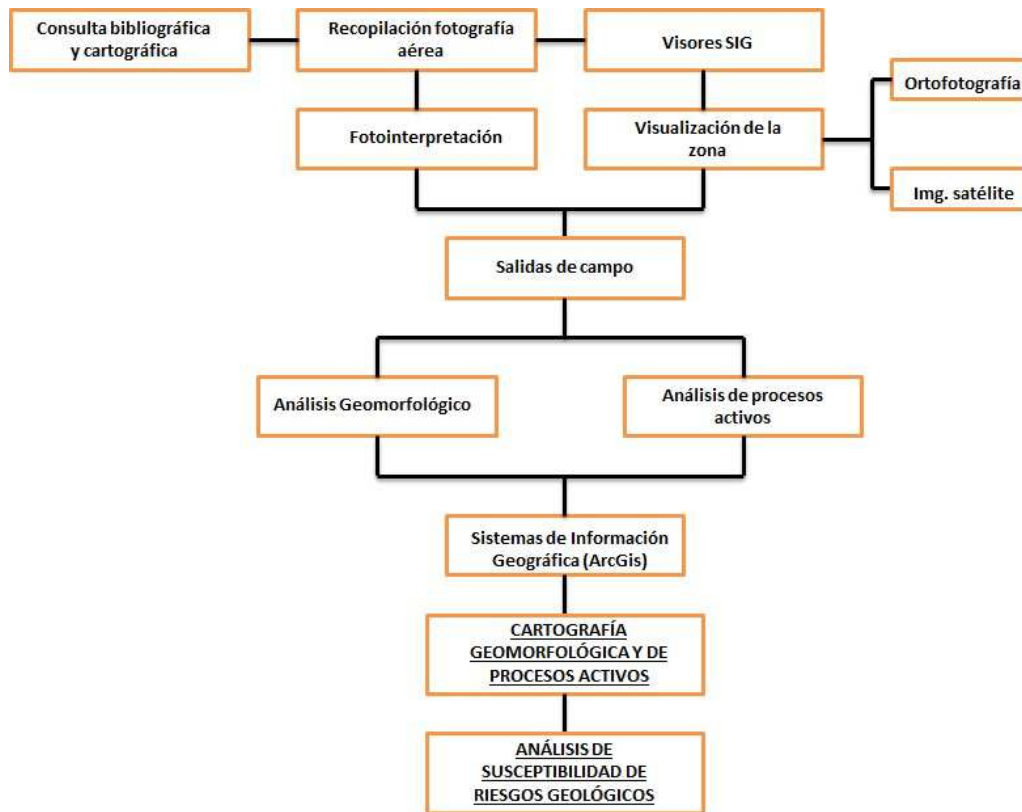 Consulta bibliográfica
y cartográfica
Recopilación fotografía
aérea
Visores SIG
Ortofotografía
Fotointerpretación
Visualización de la
zona
Img. satélite
Salidas de campo
Análisis Geomorfológico
Análisis de procesos
activos
Sistemas de Información
Geográfica (ArcGis)
CARTOGRAFÍA
GEOMORFOLÓGICA Y DE
PROCESOS ACTIVOS
ANÁLISIS DE
SUSCEPTIBILIDAD DE
RIESGOS GEOLÓGICOS